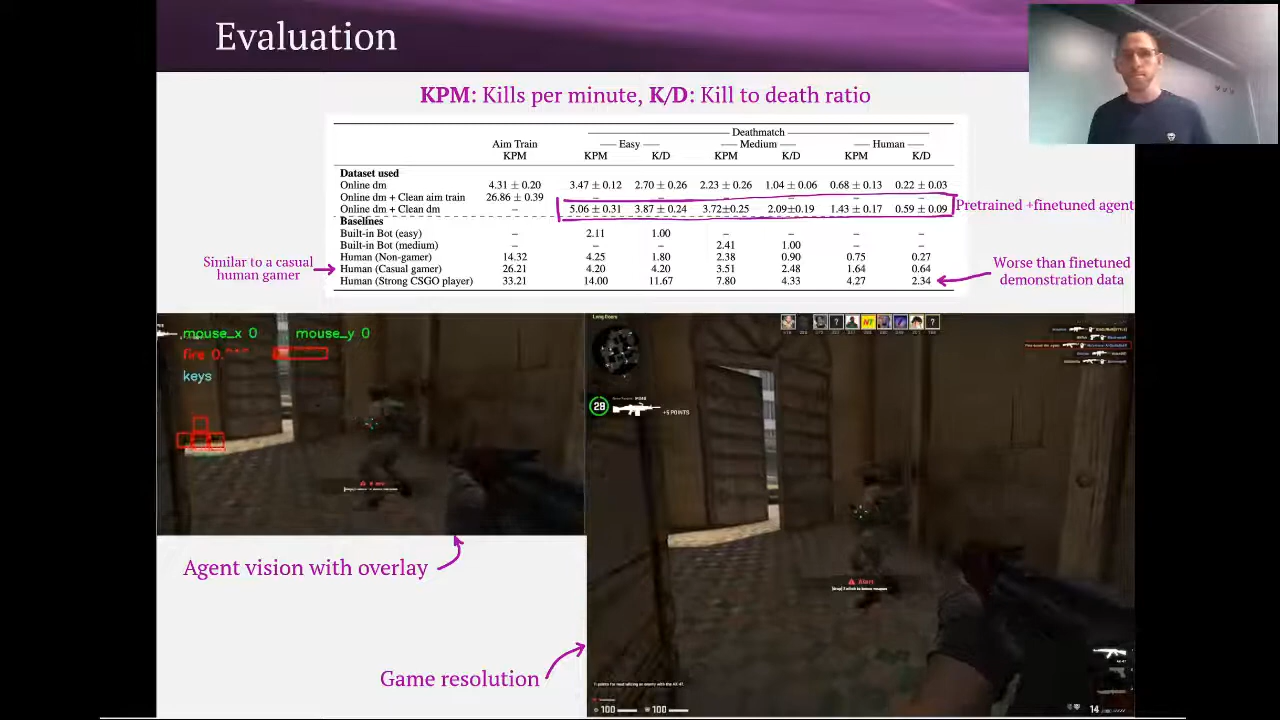 Evaluation
KPM: Kills per minute, K/D: Kill to death ratio
Deathmatch
Aim Train Easy Medium Human
KPM KPM K/D KPM K/D KPM K/D
Dataset used
Online dm 4.31 ± 0.20 3.47 ± 0.12 2.70 ± 0.26 2.23 ± 0.26 1.04 ± 0.06 0.68 ± 0.13 0.22 ± 0.03
Online dm + Clean aim train 26.86 ± 0.39 – – – – – –
Online dm + Clean dm – 5.06 ± 0.31 3.87 ± 0.24 3.72±0.25 2.09±0.19 1.43 ± 0.17 0.59 ± 0.09
Pretrained +finetuned agent
Baselines
Built-in Bot (easy) – 2.11 1.00 – – – –
Built-in Bot (medium) – – – 2.41 1.00 – –
Human (Non-gamer) 14.32 4.25 1.80 2.38 0.90 0.75 0.27
Human (Casual gamer) 26.21 4.20 4.20 3.51 2.48 1.64 0.64
Human (Strong CSGO player) 33.21 14.00 11.67 7.80 4.33 4.27 2.34
Similar to a casual
human gamer
Worse than finetuned
demonstration data
mouse_x 0 mouse_y 0
fire
keys
28
+5 POINTS
NT
?
?
Alert
100 100
14
Agent vision with overlay
Game resolution